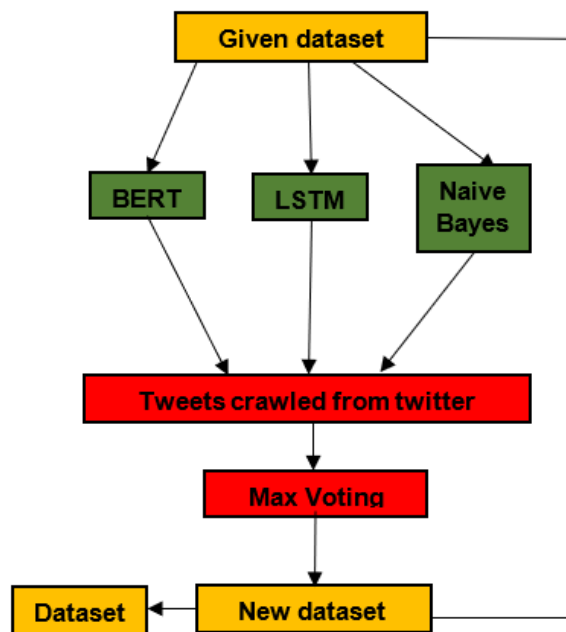 Given dataset
BERT
LSTM
Naive
Bayes
Tweets crawled from twitter
Max Voting
Dataset
New dataset